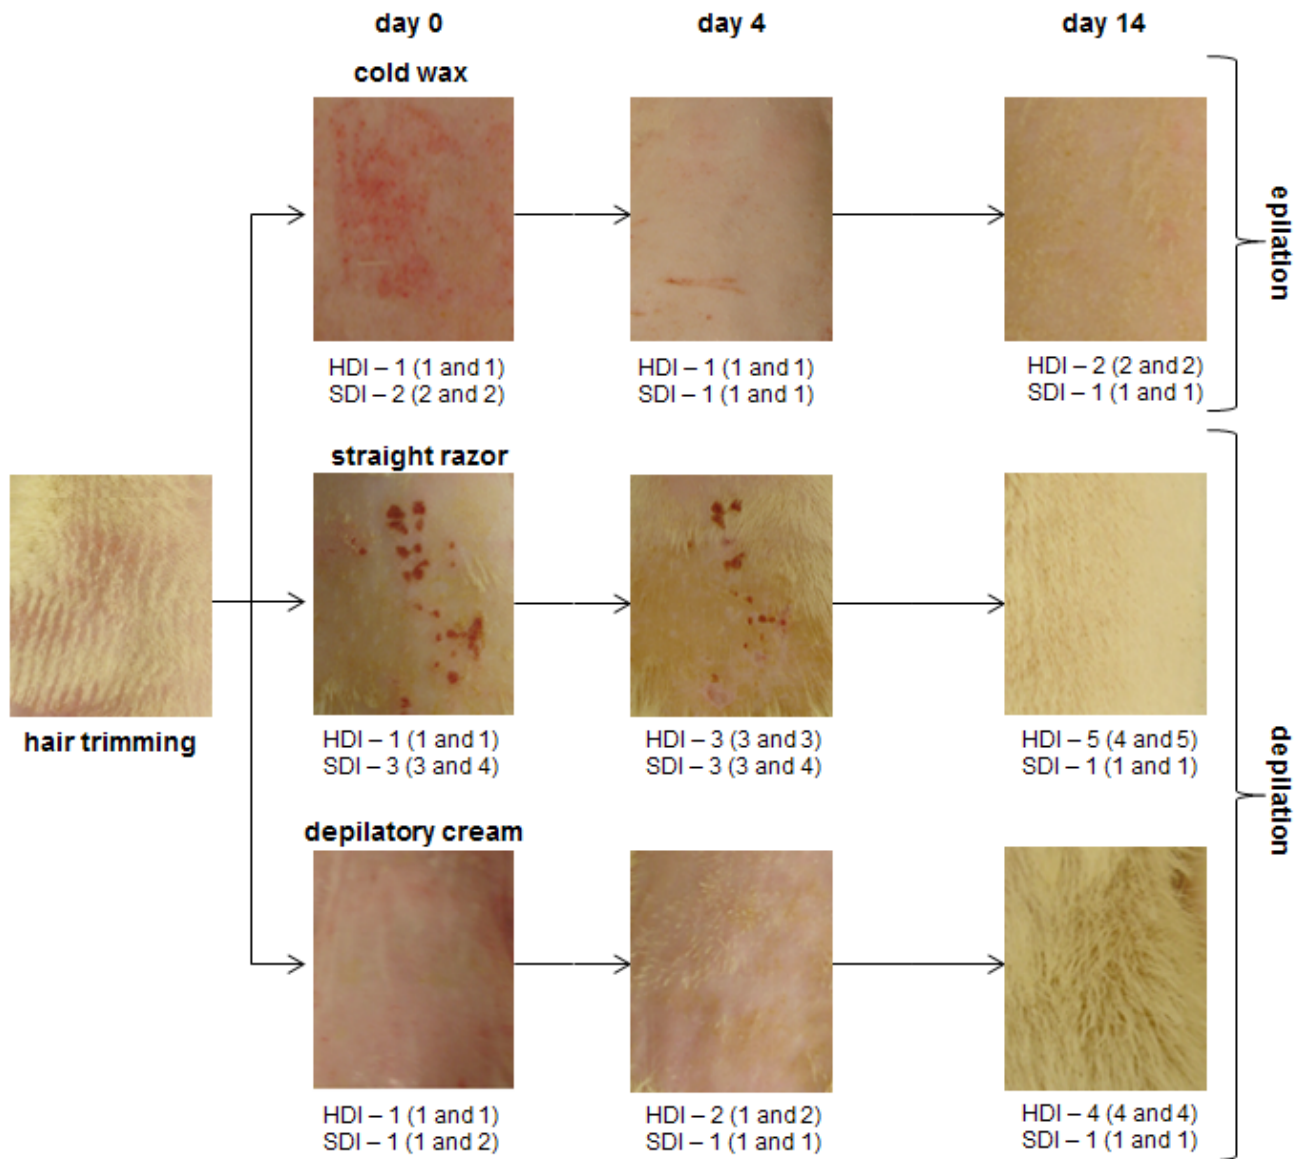 day 0
day 4
day 14
cold wax
HDI – 1 (1 and 1)
SDI – 2 (2 and 2)
HDI – 1 (1 and 1)
SDI – 1 (1 and 1)
HDI – 2 (2 and 2)
SDI – 1 (1 and 1)
epilation
hair trimming
straight razor
HDI – 1 (1 and 1)
SDI – 3 (3 and 4)
HDI – 3 (3 and 3)
SDI – 3 (3 and 4)
HDI – 5 (4 and 5)
SDI – 1 (1 and 1)
depilatory cream
HDI – 1 (1 and 1)
SDI – 1 (1 and 2)
HDI – 2 (1 and 2)
SDI – 1 (1 and 1)
HDI – 4 (4 and 4)
SDI – 1 (1 and 1)
depilation